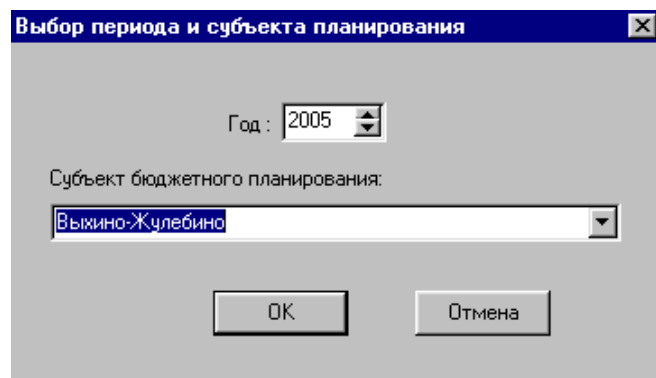 Выбор периода и субъекта планирования
Год : 2005
Субъект бюджетного планирования:
Выхино-Жулебино
OK Отмена